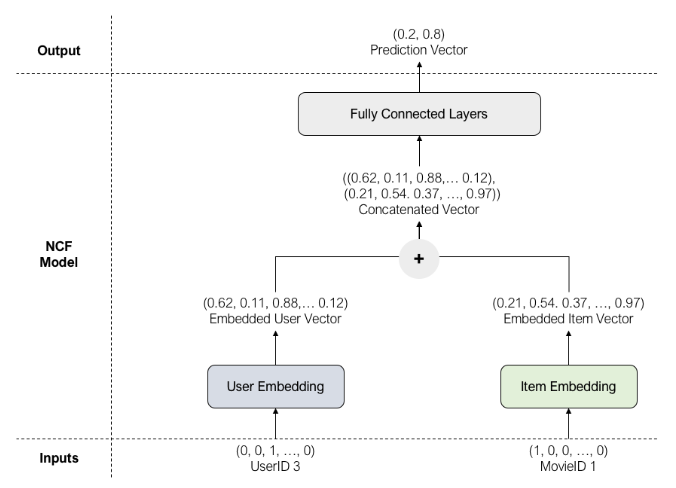 Output
(0.2, 0.8)
Prediction Vector
Fully Connected Layers
((0.62, 0.11, 0.88,… 0.12),
(0.21, 0.54. 0.37, …, 0.97))
Concatenated Vector
NCF
Model
+
(0.62, 0.11, 0.88,… 0.12)
Embedded User Vector
(0.21, 0.54. 0.37, …, 0.97)
Embedded Item Vector
User Embedding
Item Embedding
Inputs
(0, 0, 1, …, 0)
UserID 3
(1, 0, 0, …, 0)
MovieID 1